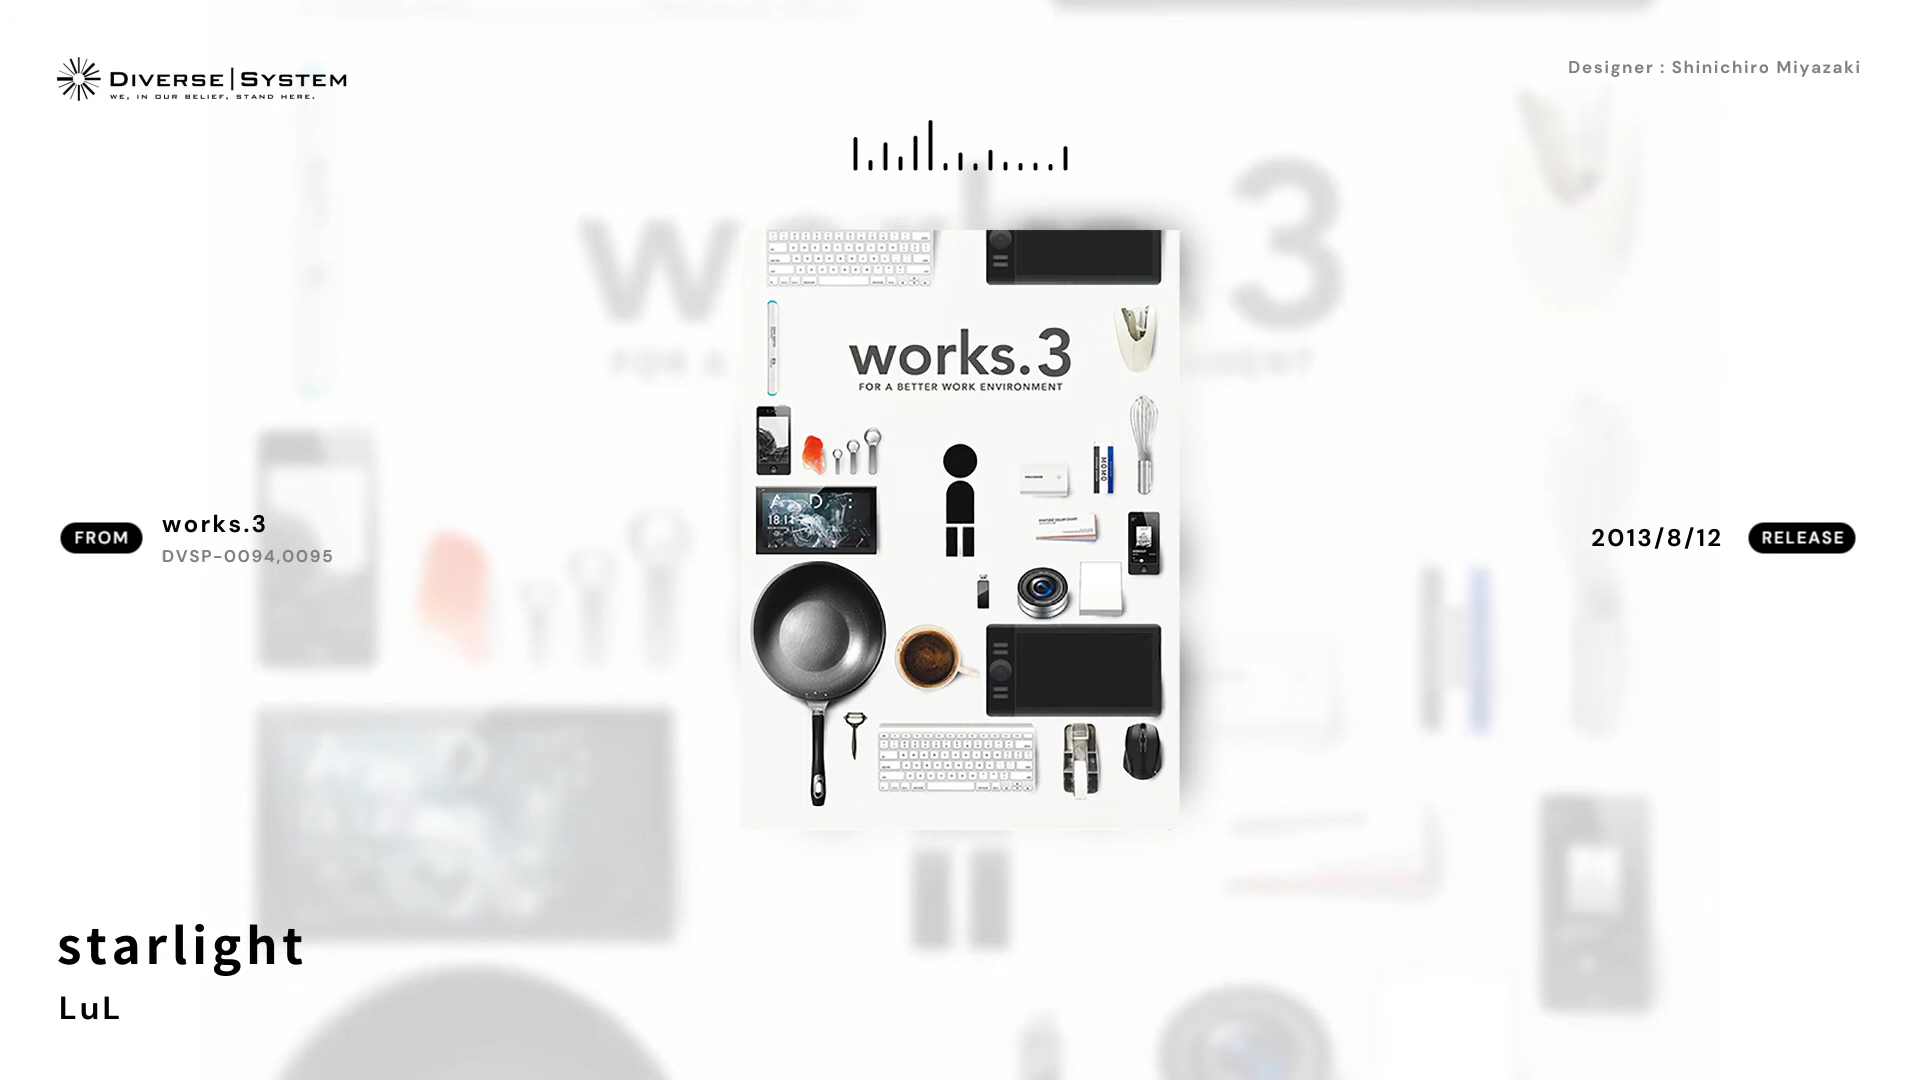 DIVERSE|SYSTEM
WE, IN OUR BELIEF, STAND HERE.
Designer : Shinichiro Miyazaki
works.3
FOR A BETTER WORK ENVIRONMENT
MONO
A D :
FROM
works.3
DVSP-0094,0095
2013/8/12
RELEASE
starlight
LuL